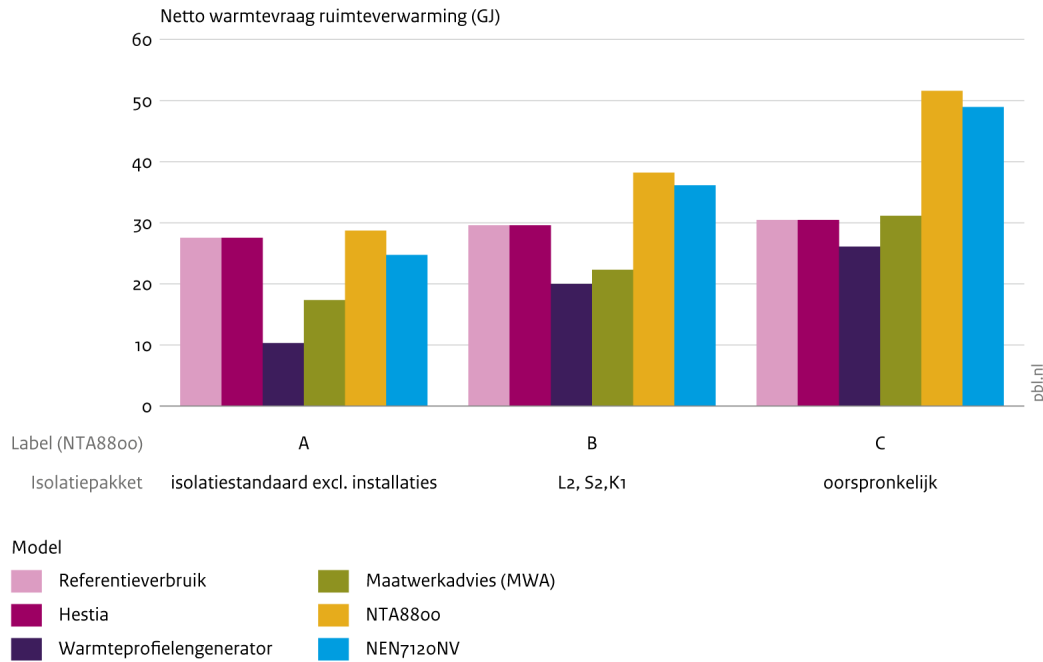 Netto warmtevraag ruimteverwarming (GJ)
60
50
40
30
20
10
0
pbl.nl
Label (NTA8800) A B C
Isolatiepakket isolatiestandaard excl. installaties L2, S2,K1 oorspronkelijk
Model
Referentieverbruik Maatwerkadvies (MWA)
Hestia NTA8800
Warmteprofielengenerator NEN7120NV